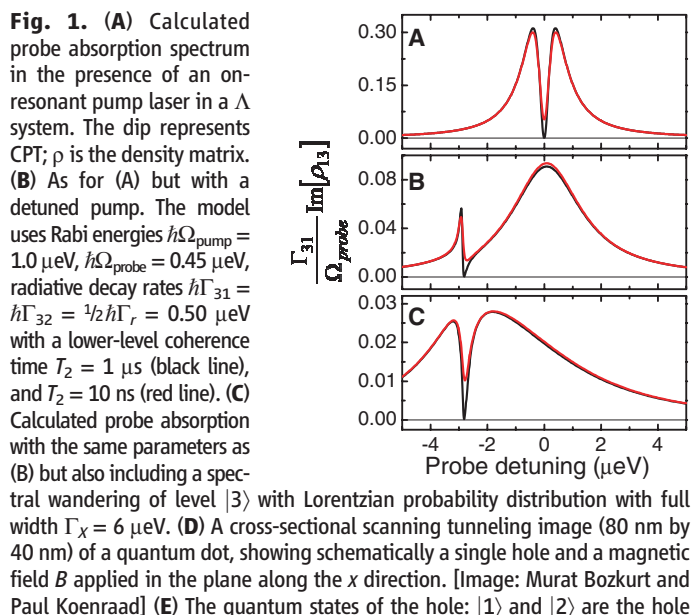 Fig. 1. (A) Calculated
probe absorption spectrum
in the presence of an on-
resonant pump laser in a Λ
system. The dip represents
CPT; ρ is the density matrix.
(B) As for (A) but with a
detuned pump. The model
uses Rabi energies ℏΩpump =
1.0 μeV, ℏΩprobe = 0.45 μeV,
radiative decay rates ℏΓ31 =
ℏΓ32 = 1/2ℏΓr = 0.50 μeV
with a lower-level coherence
time T2 = 1 μs (black line),
and T2 = 10 ns (red line). (C)
Calculated probe absorption
with the same parameters as
(B) but also including a spec-
tral wandering of level |3⟩ with Lorentzian probability distribution with full
width ΓX = 6 μeV. (D) A cross-sectional scanning tunneling image (80 nm by
40 nm) of a quantum dot, showing schematically a single hole and a magnetic
field B applied in the plane along the x direction. [Image: Murat Bozkurt and
Paul Koenraad] (E) The quantum states of the hole: |1⟩ and |2⟩ are the hole
Γ31/Ωprobe Im[ρ13]
A
0.30
0.15
0.00
B
0.08
0.04
0.00
C
0.03
0.02
0.01
0.00
-4 -2 0 2 4
Probe detuning (μeV)